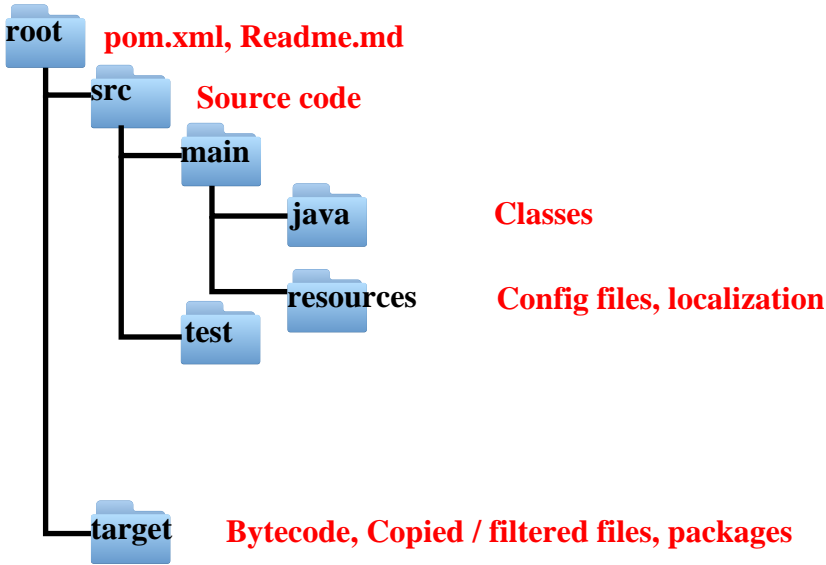 root pom.xml, Readme.md
src Source code
main
java Classes
resources Config files, localization
test
target Bytecode, Copied / filtered files, packages